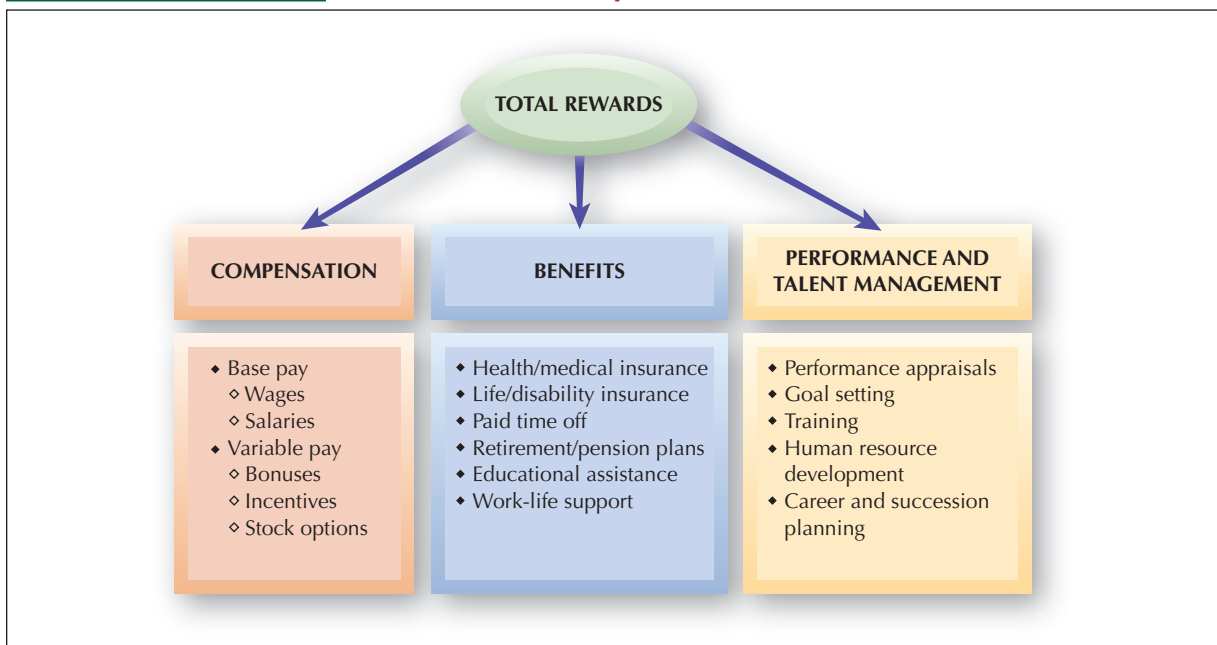 TOTAL REWARDS
COMPENSATION
◆ Base pay
◇ Wages
◇ Salaries
◆ Variable pay
◇ Bonuses
◇ Incentives
◇ Stock options
BENEFITS
◆ Health/medical insurance
◆ Life/disability insurance
◆ Paid time off
◆ Retirement/pension plans
◆ Educational assistance
◆ Work-life support
PERFORMANCE AND
TALENT MANAGEMENT
◆ Performance appraisals
◆ Goal setting
◆ Training
◆ Human resource
development
◆ Career and succession
planning